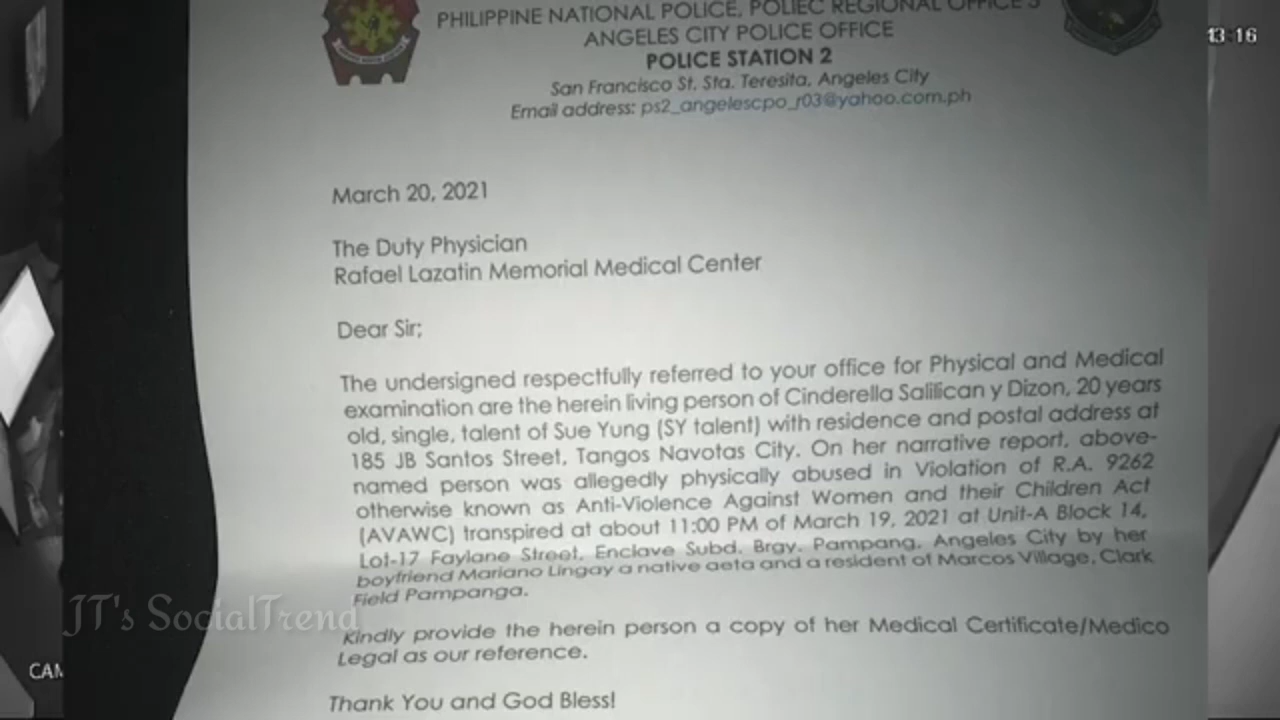 PHILIPPINE NATIONAL POLICE, POLIEC REGIONAL OFFICE 3
ANGELES CITY POLICE OFFICE
POLICE STATION 2
San Francisco St. Sta. Teresita, Angeles City
Email address: ps2_angelescpo_r03@yahoo.com.ph
13-16
March 20, 2021
The Duty Physician
Rafael Lazatin Memorial Medical Center
Dear Sir;
The undersigned respectfully referred to your office for Physical and Medical
examination are the herein living person of Cinderella Salilican y Dizon, 20 years
old, single, talent of Sue Yung (SY talent) with residence and postal address at
185 JB Santos Street, Tangos Navotas City. On her narrative report, above-
named person was allegedly physically abused in Violation of R.A. 9262
otherwise known as Anti-Violence Against Women and their Children Act
(AVAWC) transpired at about 11:00 PM of March 19, 2021 at Unit-A Block 14,
Lot-17 Faylane Street, Enclave Subd. Brgy. Pampang, Angeles City by her
boyfriend Mariano Lingay a native aeta and a resident of Marcos Village, Clark
Field Pampanga.
JT's SocialTrend
Kindly provide the herein person a copy of her Medical Certificate/Medico
Legal as our reference.
CAM
Thank You and God Bless!